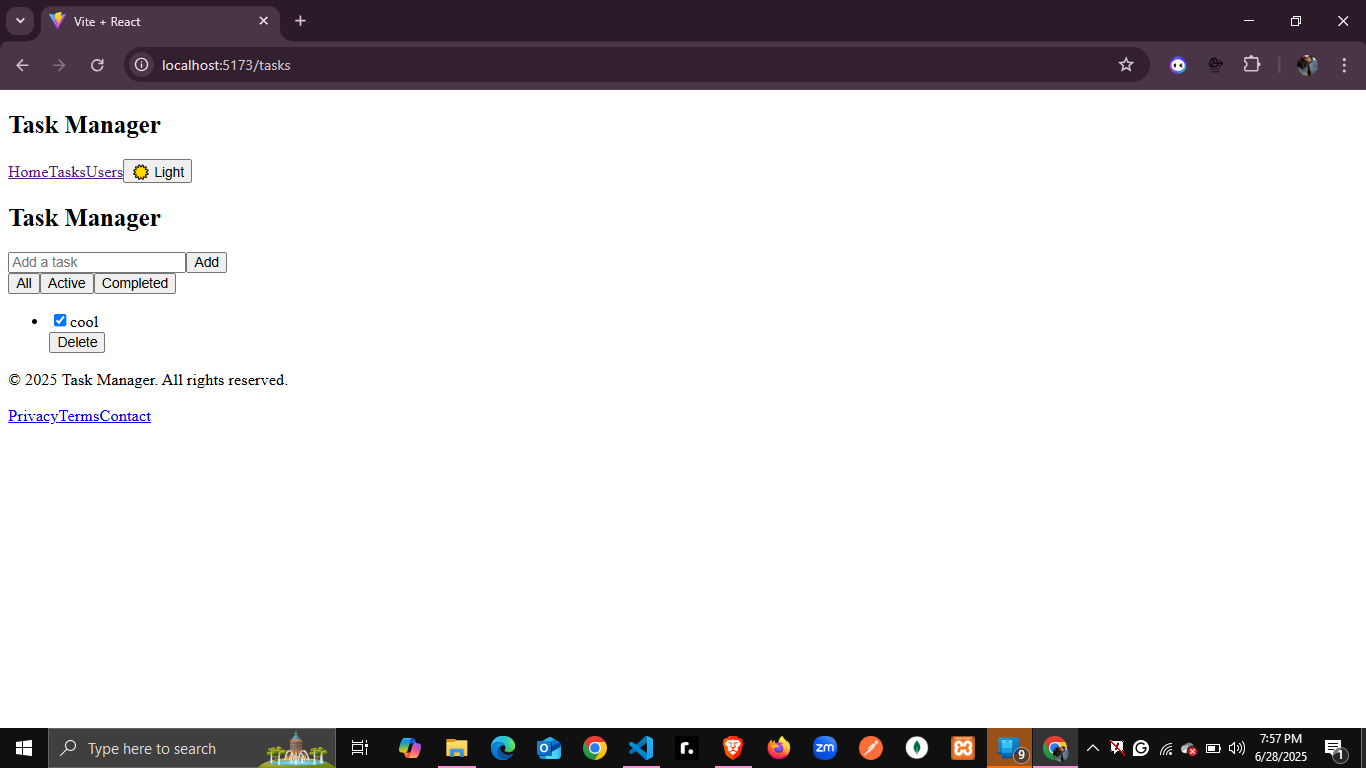 Vite + React
localhost:5173/tasks
Task Manager
HomeTasksUsers Light
Task Manager
Add a task Add
All Active Completed
cool
Delete
© 2025 Task Manager. All rights reserved.
PrivacyTermsContact
Type here to search
zm
r.
9
7:57 PM
6/28/2025
1